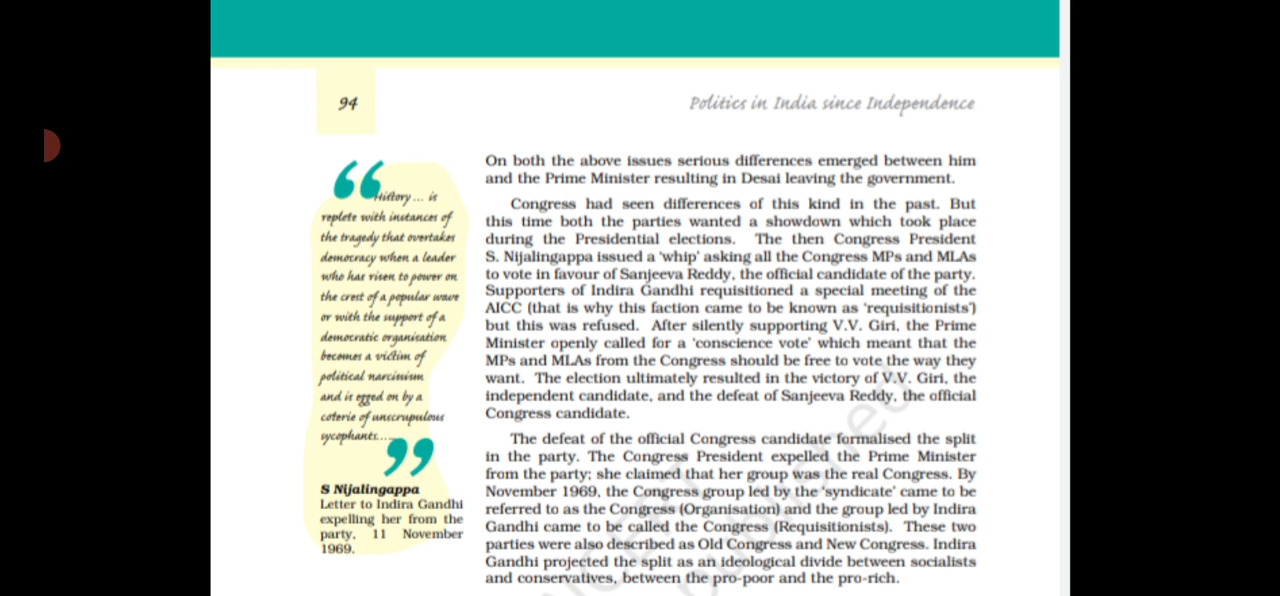 94
Politics in India since Independence
“History... is
replete with instances of
the tragedy that overtakes
democracy when a leader
who has risen to power on
the crest of a popular wave
or with the support of a
democratic organisation
becomes a victim of
political narcissism
and is egged on by a
coterie of unscrupulous
sycophants......”
S Nijalingappa
Letter to Indira Gandhi
expelling her from the
party, 11 November
1969.
On both the above issues serious differences emerged between him
and the Prime Minister resulting in Desai leaving the government.
Congress had seen differences of this kind in the past. But
this time both the parties wanted a showdown which took place
during the Presidential elections. The then Congress President
S. Nijalingappa issued a ‘whip’ asking all the Congress MPs and MLAs
to vote in favour of Sanjeeva Reddy, the official candidate of the party.
Supporters of Indira Gandhi requisitioned a special meeting of the
AICC (that is why this faction came to be known as ‘requisitionists’)
but this was refused. After silently supporting V.V. Giri, the Prime
Minister openly called for a ‘conscience vote’ which meant that the
MPs and MLAs from the Congress should be free to vote the way they
want. The election ultimately resulted in the victory of V.V. Giri, the
independent candidate, and the defeat of Sanjeeva Reddy, the official
Congress candidate.
The defeat of the official Congress candidate formalised the split
in the party. The Congress President expelled the Prime Minister
from the party; she claimed that her group was the real Congress. By
November 1969, the Congress group led by the ‘syndicate’ came to be
referred to as the Congress (Organisation) and the group led by Indira
Gandhi came to be called the Congress (Requisitionists). These two
parties were also described as Old Congress and New Congress. Indira
Gandhi projected the split as an ideological divide between socialists
and conservatives, between the pro-poor and the pro-rich.
published